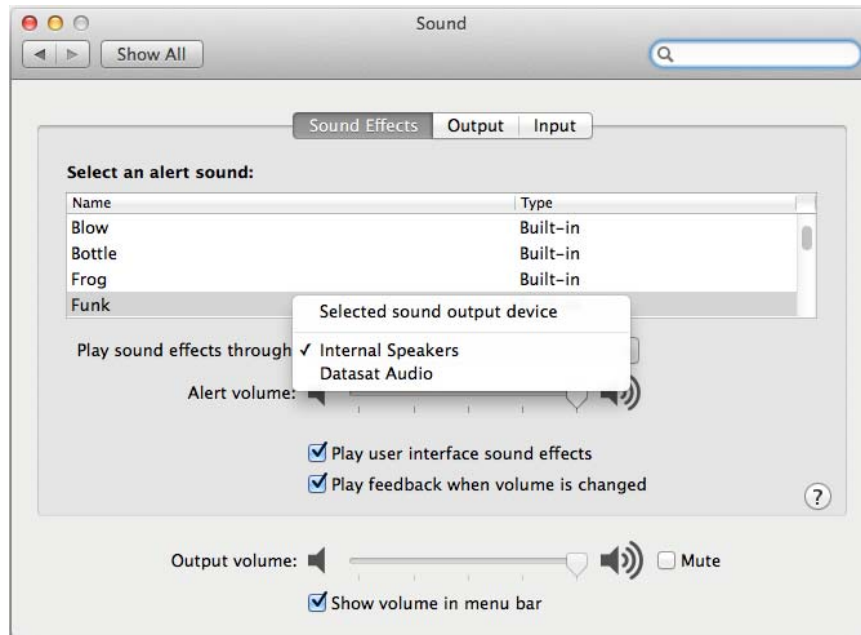 Sound
Show All
Sound Effects Output Input
Select an alert sound:
Name Type
Blow Built-in
Bottle Built-in
Frog Built-in
Funk
Selected sound output device
Play sound effects through ✓ Internal Speakers
Datasat Audio
Alert volume:
Play user interface sound effects
Play feedback when volume is changed
?
Output volume: Mute
Show volume in menu bar